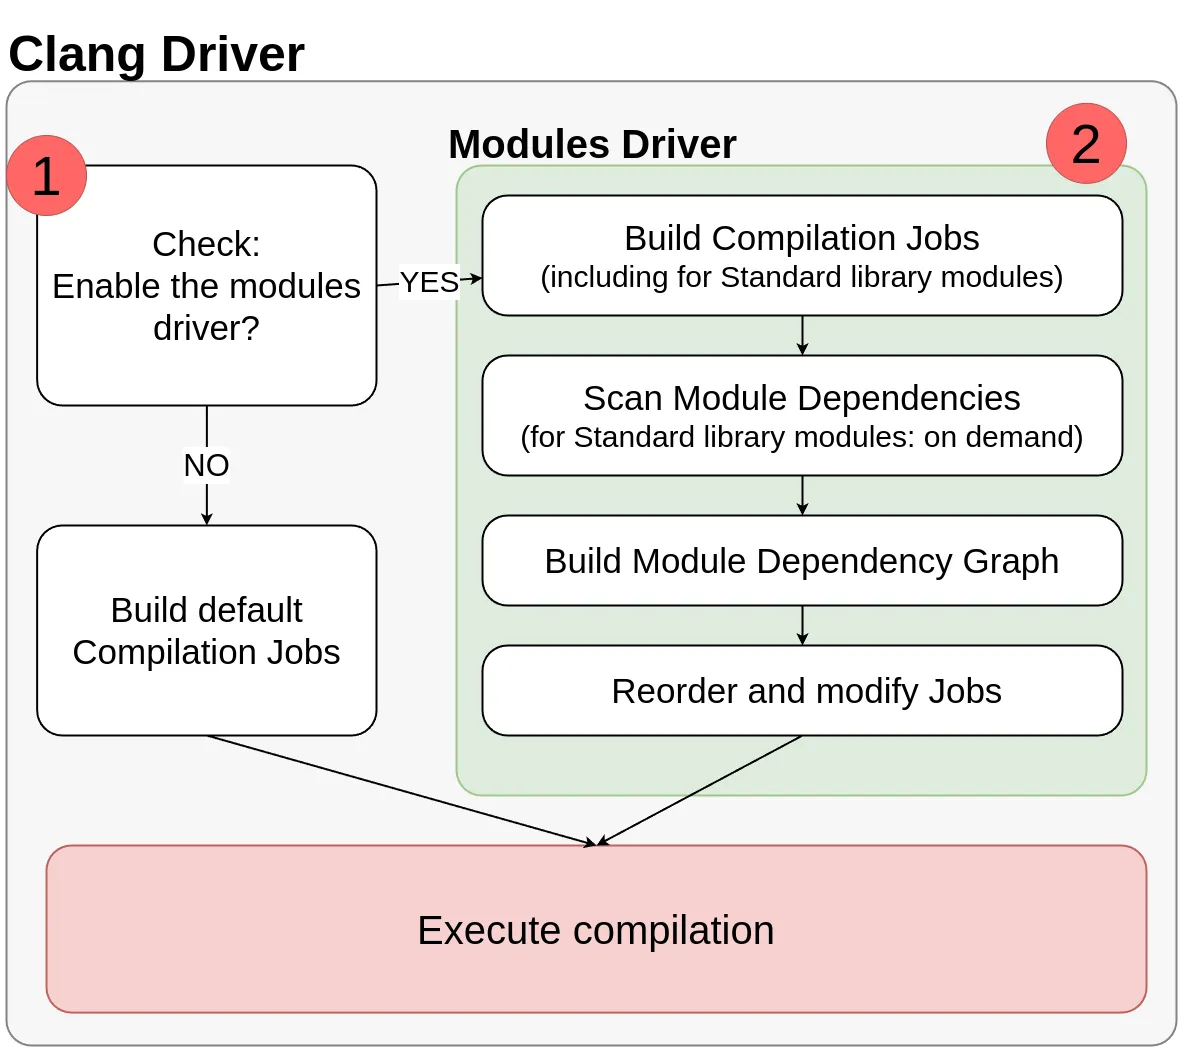 Clang Driver
1
Check:
Enable the modules
driver?
YES
NO
Build default
Compilation Jobs
Modules Driver
2
Build Compilation Jobs
(including for Standard library modules)
Scan Module Dependencies
(for Standard library modules: on demand)
Build Module Dependency Graph
Reorder and modify Jobs
Execute compilation